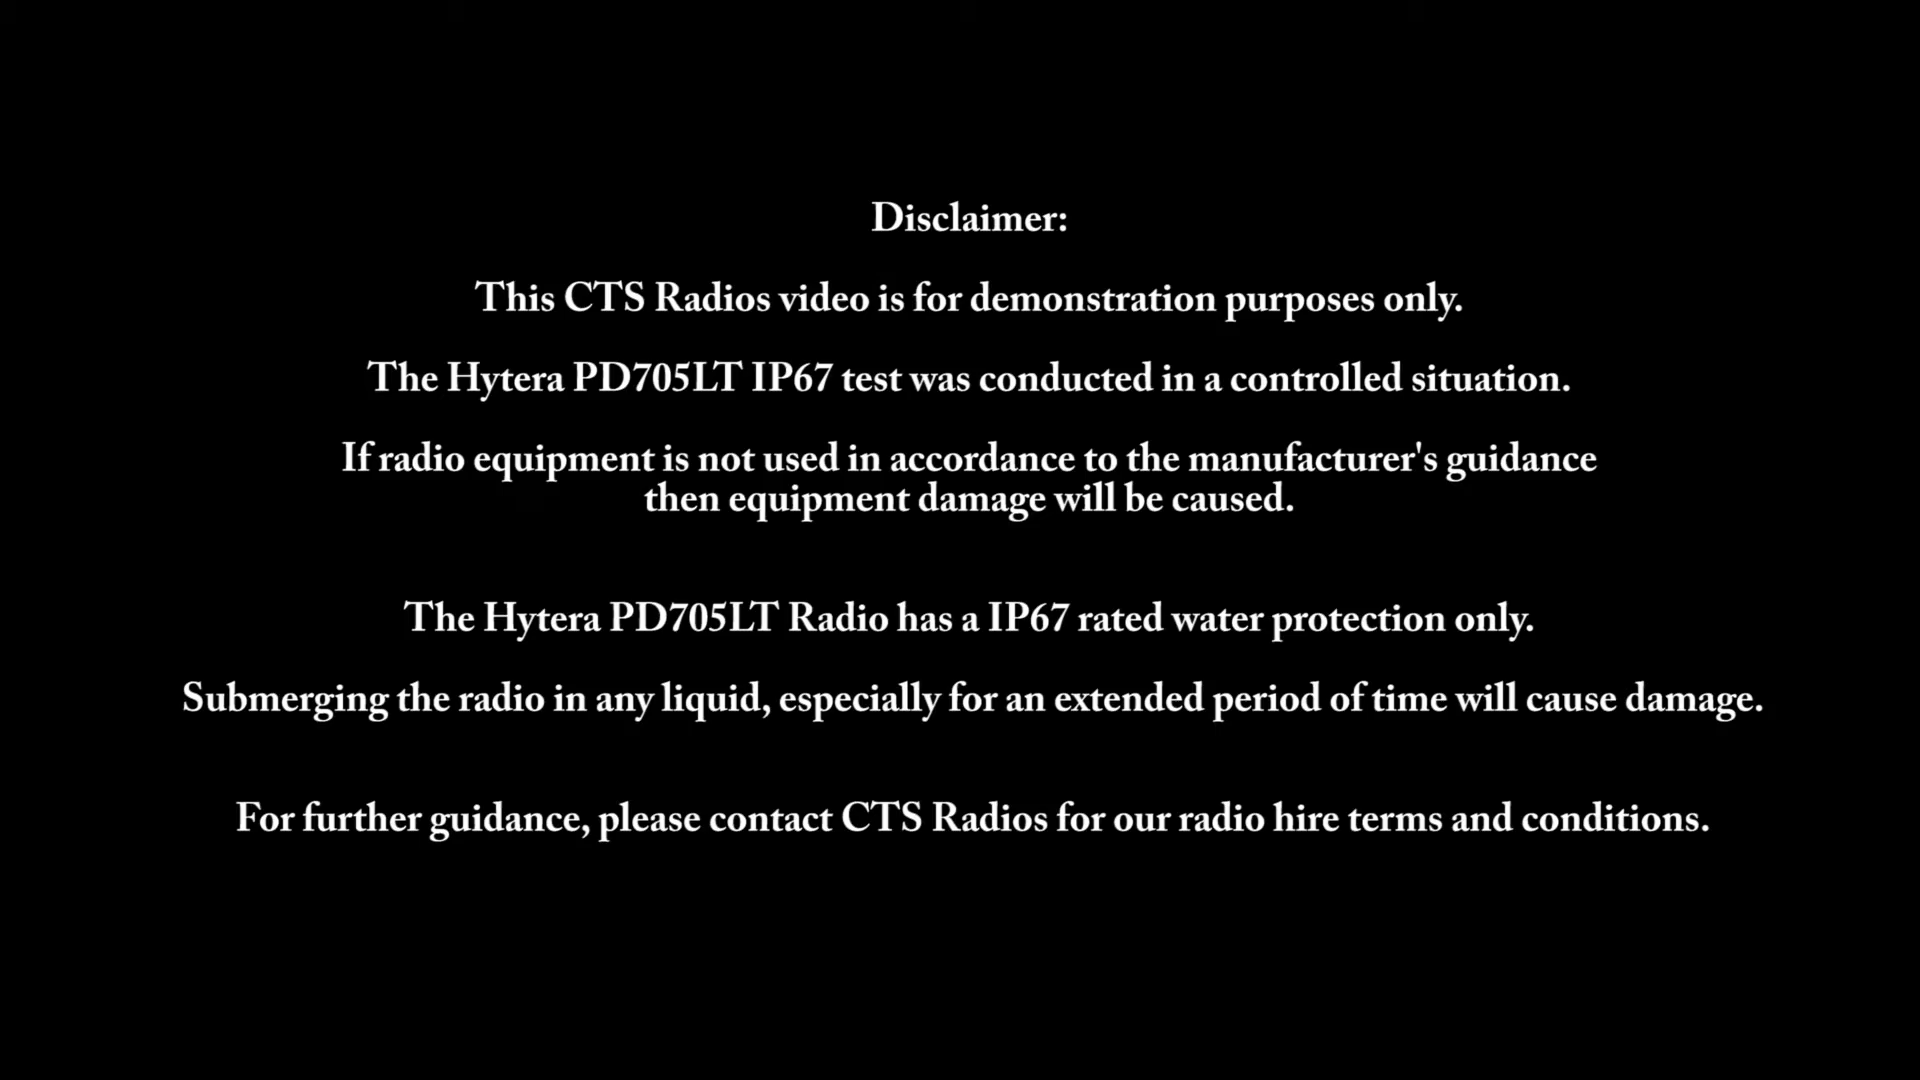 Disclaimer:
This CTS Radios video is for demonstration purposes only.
The Hytera PD705LT IP67 test was conducted in a controlled situation.
If radio equipment is not used in accordance to the manufacturer's guidance
then equipment damage will be caused.
The Hytera PD705LT Radio has a IP67 rated water protection only.
Submerging the radio in any liquid, especially for an extended period of time will cause damage.
For further guidance, please contact CTS Radios for our radio hire terms and conditions.